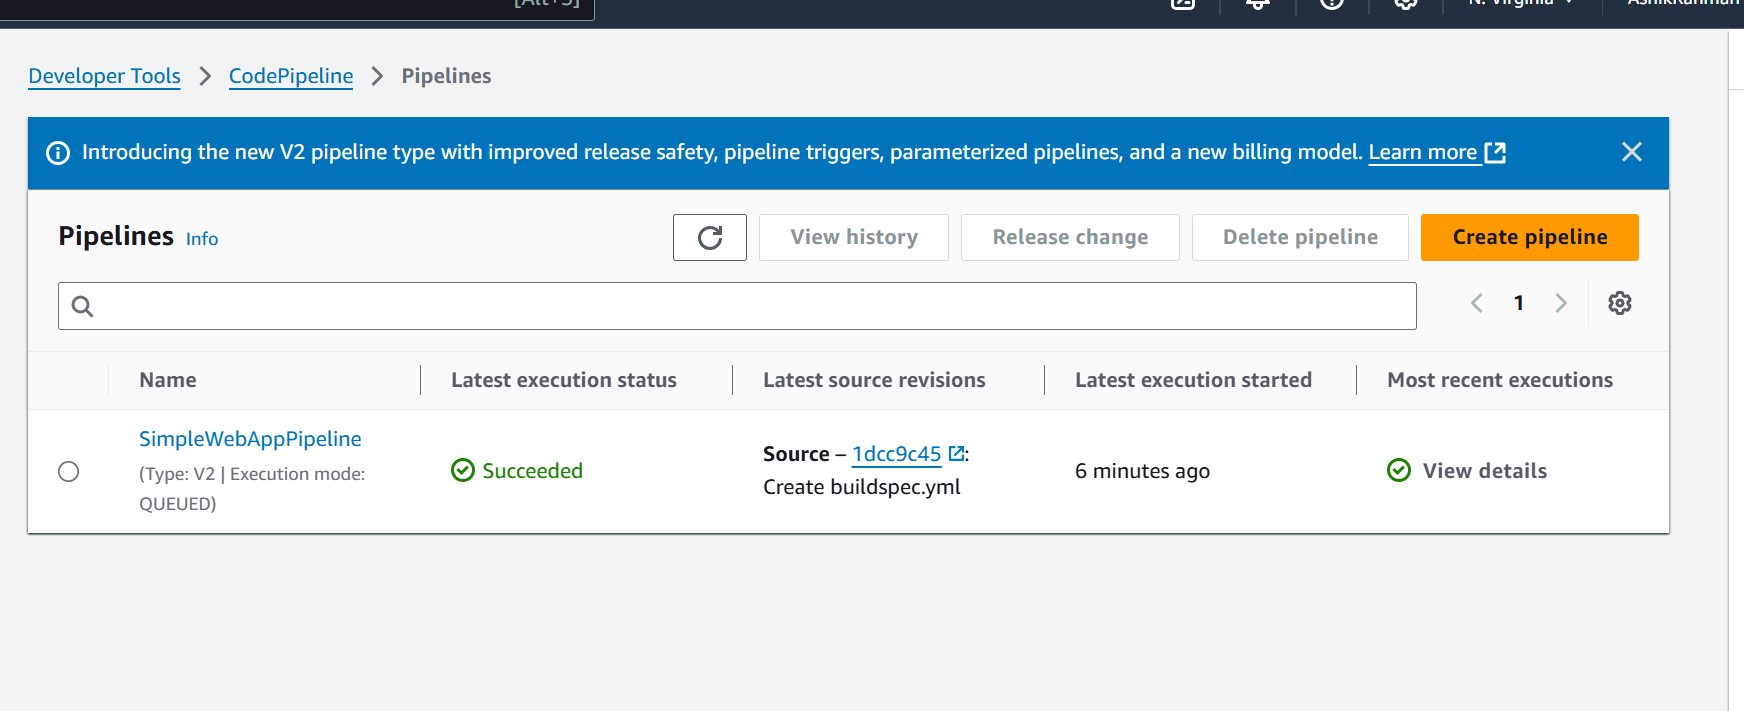 [Alt+S]
N. Virginia
AshikRahman
Developer Tools
CodePipeline
Pipelines
Introducing the new V2 pipeline type with improved release safety, pipeline triggers, parameterized pipelines, and a new billing model. Learn more
Pipelines Info
View history
Release change
Delete pipeline
Create pipeline
1
Name
Latest execution status
Latest source revisions
Latest execution started
Most recent executions
SimpleWebAppPipeline
(Type: V2 | Execution mode:
QUEUED)
Succeeded
Source – 1dcc9c45 :
Create buildspec.yml
6 minutes ago
View details